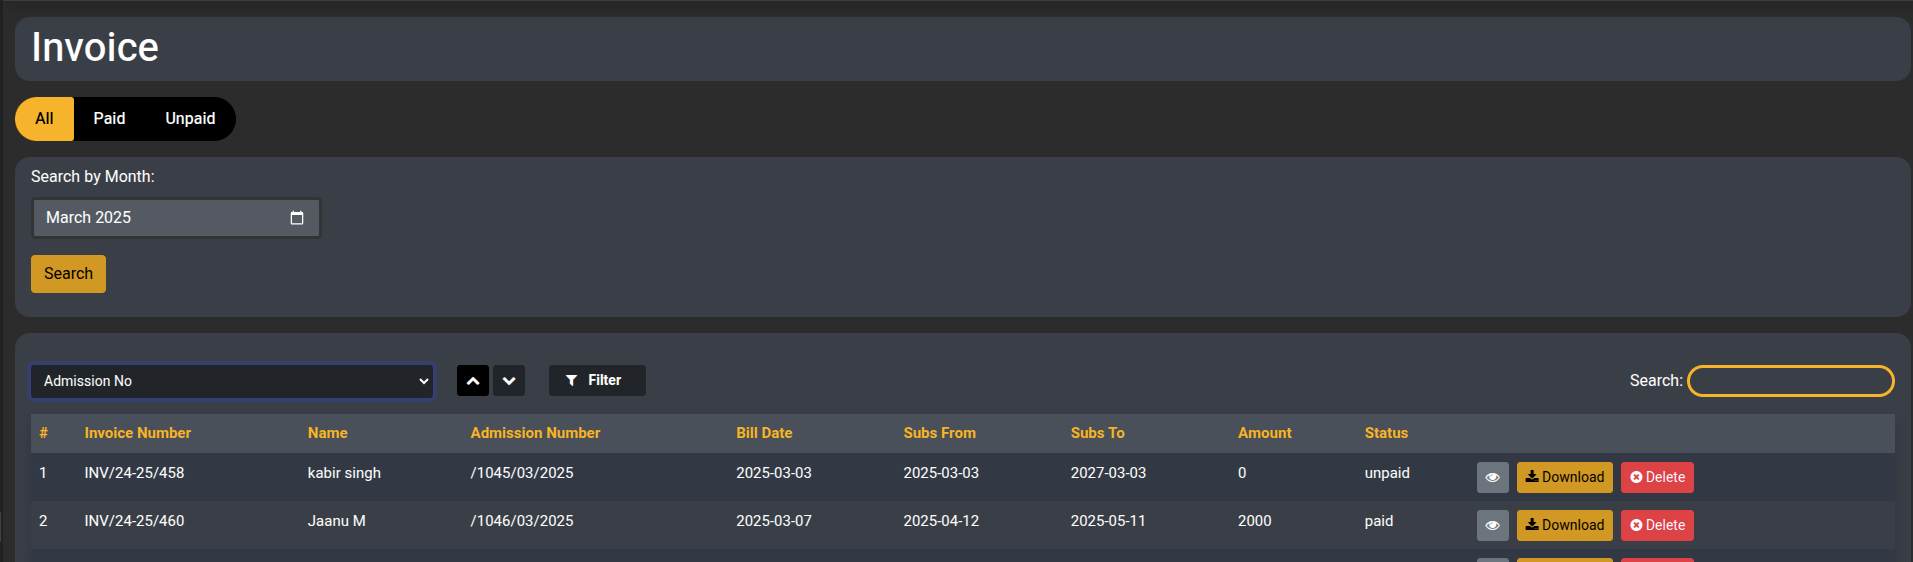 Invoice
All Paid Unpaid
Search by Month:
March 2025
Search
Admission No Filter Search:
# Invoice Number Name Admission Number Bill Date Subs From Subs To Amount Status
1 INV/24-25/458 kabir singh /1045/03/2025 2025-03-03 2025-03-03 2027-03-03 0 unpaid Download Delete
2 INV/24-25/460 Jaanu M /1046/03/2025 2025-03-07 2025-04-12 2025-05-11 2000 paid Download Delete